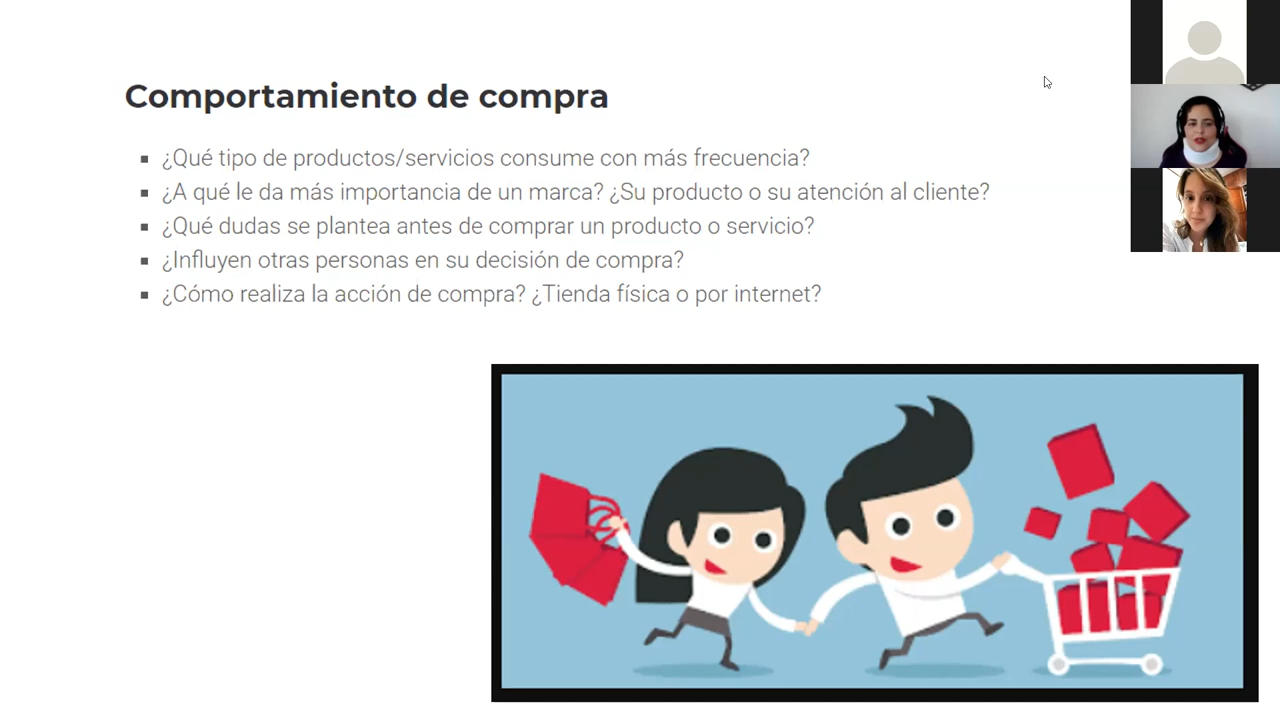 Comportamiento de compra
¿Qué tipo de productos/servicios consume con más frecuencia?
¿A qué le da más importancia de un marca? ¿Su producto o su atención al cliente?
¿Qué dudas se plantea antes de comprar un producto o servicio?
¿Influyen otras personas en su decisión de compra?
¿Cómo realiza la acción de compra? ¿Tienda física o por internet?